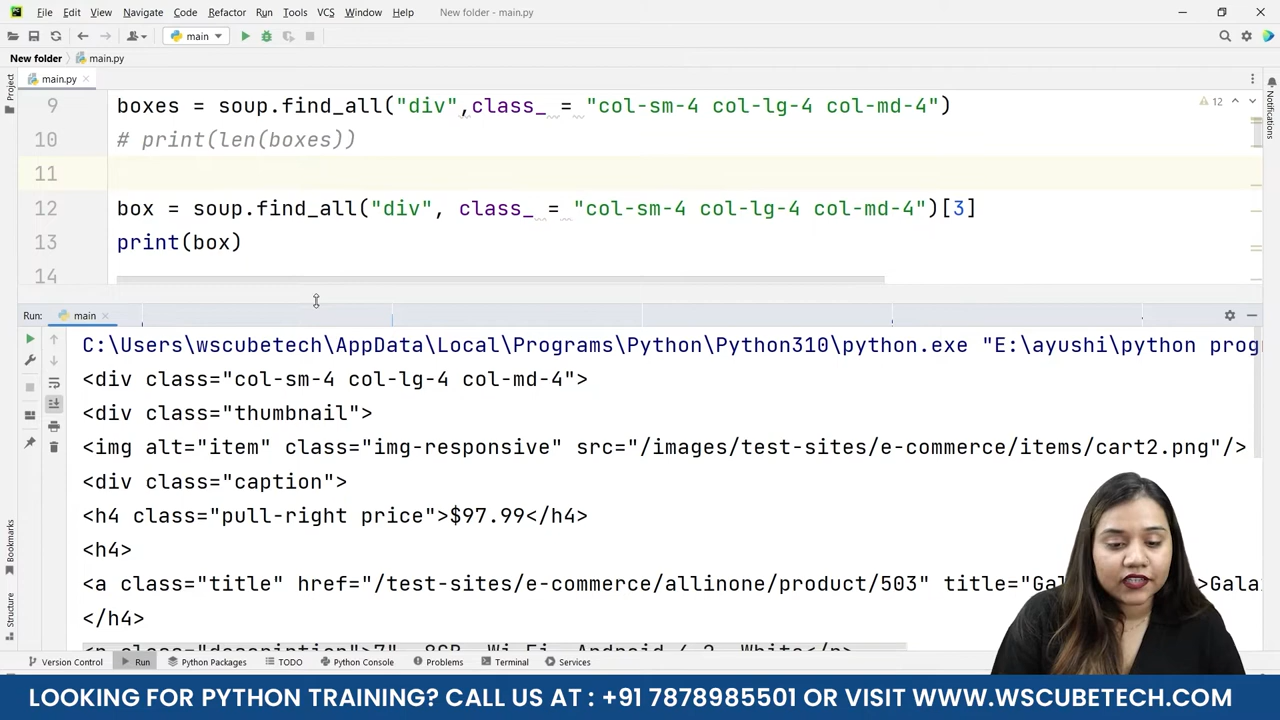 File Edit View Navigate Code Refactor Run Tools VCS Window Help New folder - main.py
main
New folder main.py
main.py
Project
Notifications
12
9 boxes = soup.find_all("div",class_ = "col-sm-4 col-lg-4 col-md-4")
10 # print(len(boxes))
11
12 box = soup.find_all("div", class_ = "col-sm-4 col-lg-4 col-md-4")[3]
13 print(box)
14
Run: main
C:\Users\wscubetech\AppData\Local\Programs\Python\Python310\python.exe "E:\ayushi\python prog
<div class="col-sm-4 col-lg-4 col-md-4">
<div class="thumbnail">
<img alt="item" class="img-responsive" src="/images/test-sites/e-commerce/items/cart2.png"/>
<div class="caption">
<h4 class="pull-right price">$97.99</h4>
<h4>
<a class="title" href="/test-sites/e-commerce/allinone/product/503" title="Gal >Gala
</h4>
Bookmarks
Structure
Version Control Run Python Packages TODO Python Console Problems Terminal Services
LOOKING FOR PYTHON TRAINING? CALL US AT : +91 7878985501 OR VISIT WWW.WSCUBETECH.COM